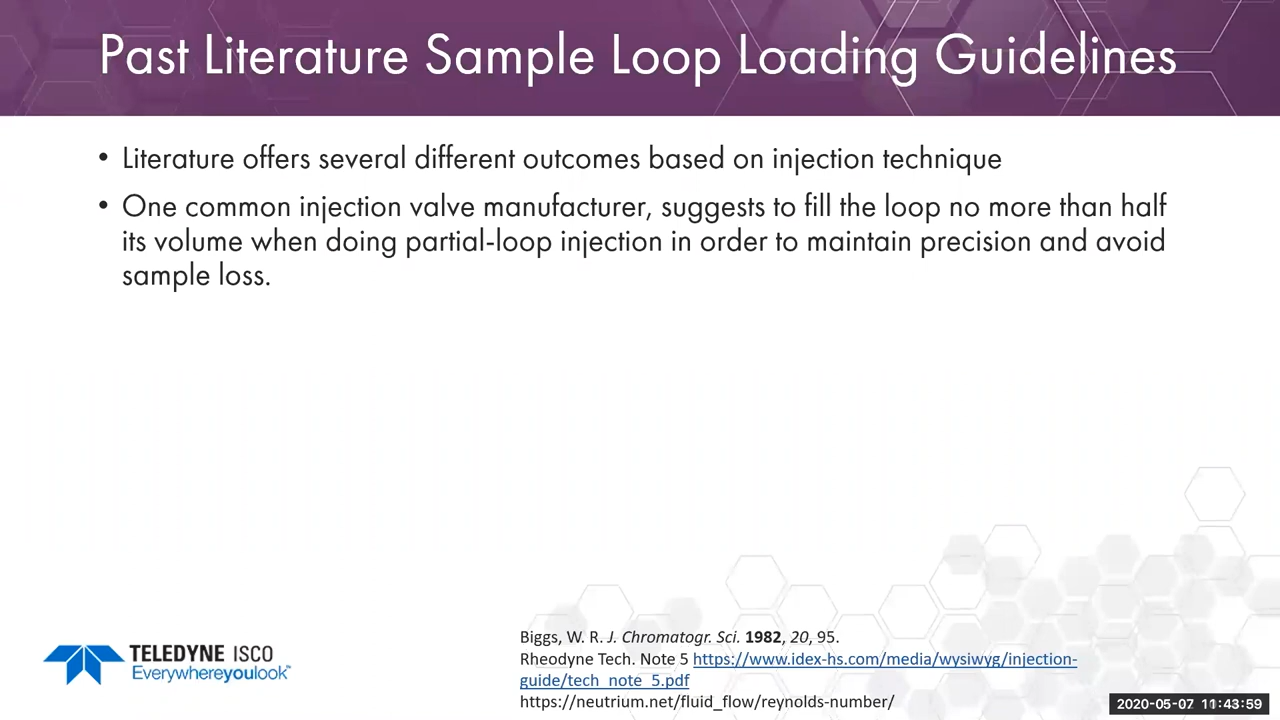 Past Literature Sample Loop Loading Guidelines
• Literature offers several different outcomes based on injection technique
• One common injection valve manufacturer, suggests to fill the loop no more than half
its volume when doing partial-loop injection in order to maintain precision and avoid
sample loss.
Biggs, W. R. J. Chromatogr. Sci. 1982, 20, 95.
Rheodyne Tech. Note 5 https://www.idex-hs.com/media/wysiwyg/injection-
guide/tech_note_5.pdf
https://neutrium.net/fluid_flow/reynolds-number/
TELEDYNE ISCO
Everywhereyoulook™
2020-05-07 11:43:59